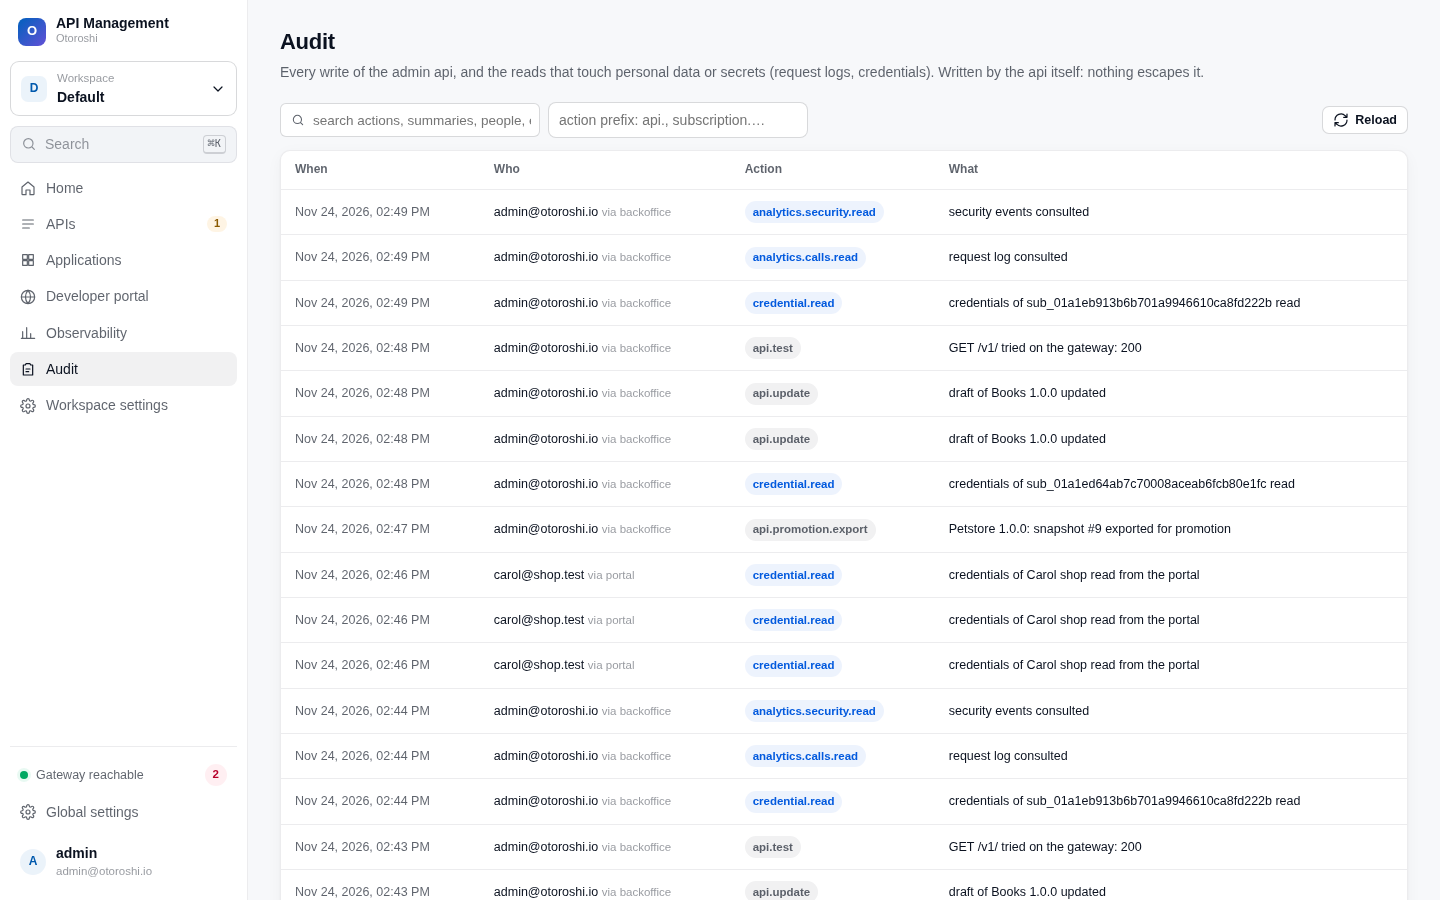 O
API Management
Otoroshi
D
Workspace
Default
Search
⌘K
Home
APIs
1
Applications
Developer portal
Observability
Audit
Workspace settings
Gateway reachable
2
Global settings
A
admin
admin@otoroshi.io
Audit
Every write of the admin api, and the reads that touch personal data or secrets (request logs, credentials). Written by the api itself: nothing escapes it.
search actions, summaries, people,
action prefix: api., subscription.…
Reload
When Who Action What
Nov 24, 2026, 02:49 PM admin@otoroshi.io via backoffice analytics.security.read security events consulted
Nov 24, 2026, 02:49 PM admin@otoroshi.io via backoffice analytics.calls.read request log consulted
Nov 24, 2026, 02:49 PM admin@otoroshi.io via backoffice credential.read credentials of sub_01a1eb913b6b701a9946610ca8fd222b read
Nov 24, 2026, 02:48 PM admin@otoroshi.io via backoffice api.test GET /v1/ tried on the gateway: 200
Nov 24, 2026, 02:48 PM admin@otoroshi.io via backoffice api.update draft of Books 1.0.0 updated
Nov 24, 2026, 02:48 PM admin@otoroshi.io via backoffice api.update draft of Books 1.0.0 updated
Nov 24, 2026, 02:48 PM admin@otoroshi.io via backoffice credential.read credentials of sub_01a1ed64ab7c70008aceab6fcb80e1fc read
Nov 24, 2026, 02:47 PM admin@otoroshi.io via backoffice api.promotion.export Petstore 1.0.0: snapshot #9 exported for promotion
Nov 24, 2026, 02:46 PM carol@shop.test via portal credential.read credentials of Carol shop read from the portal
Nov 24, 2026, 02:46 PM carol@shop.test via portal credential.read credentials of Carol shop read from the portal
Nov 24, 2026, 02:46 PM carol@shop.test via portal credential.read credentials of Carol shop read from the portal
Nov 24, 2026, 02:44 PM admin@otoroshi.io via backoffice analytics.security.read security events consulted
Nov 24, 2026, 02:44 PM admin@otoroshi.io via backoffice analytics.calls.read request log consulted
Nov 24, 2026, 02:44 PM admin@otoroshi.io via backoffice credential.read credentials of sub_01a1eb913b6b701a9946610ca8fd222b read
Nov 24, 2026, 02:43 PM admin@otoroshi.io via backoffice api.test GET /v1/ tried on the gateway: 200
Nov 24, 2026, 02:43 PM admin@otoroshi.io via backoffice api.update draft of Books 1.0.0 updated